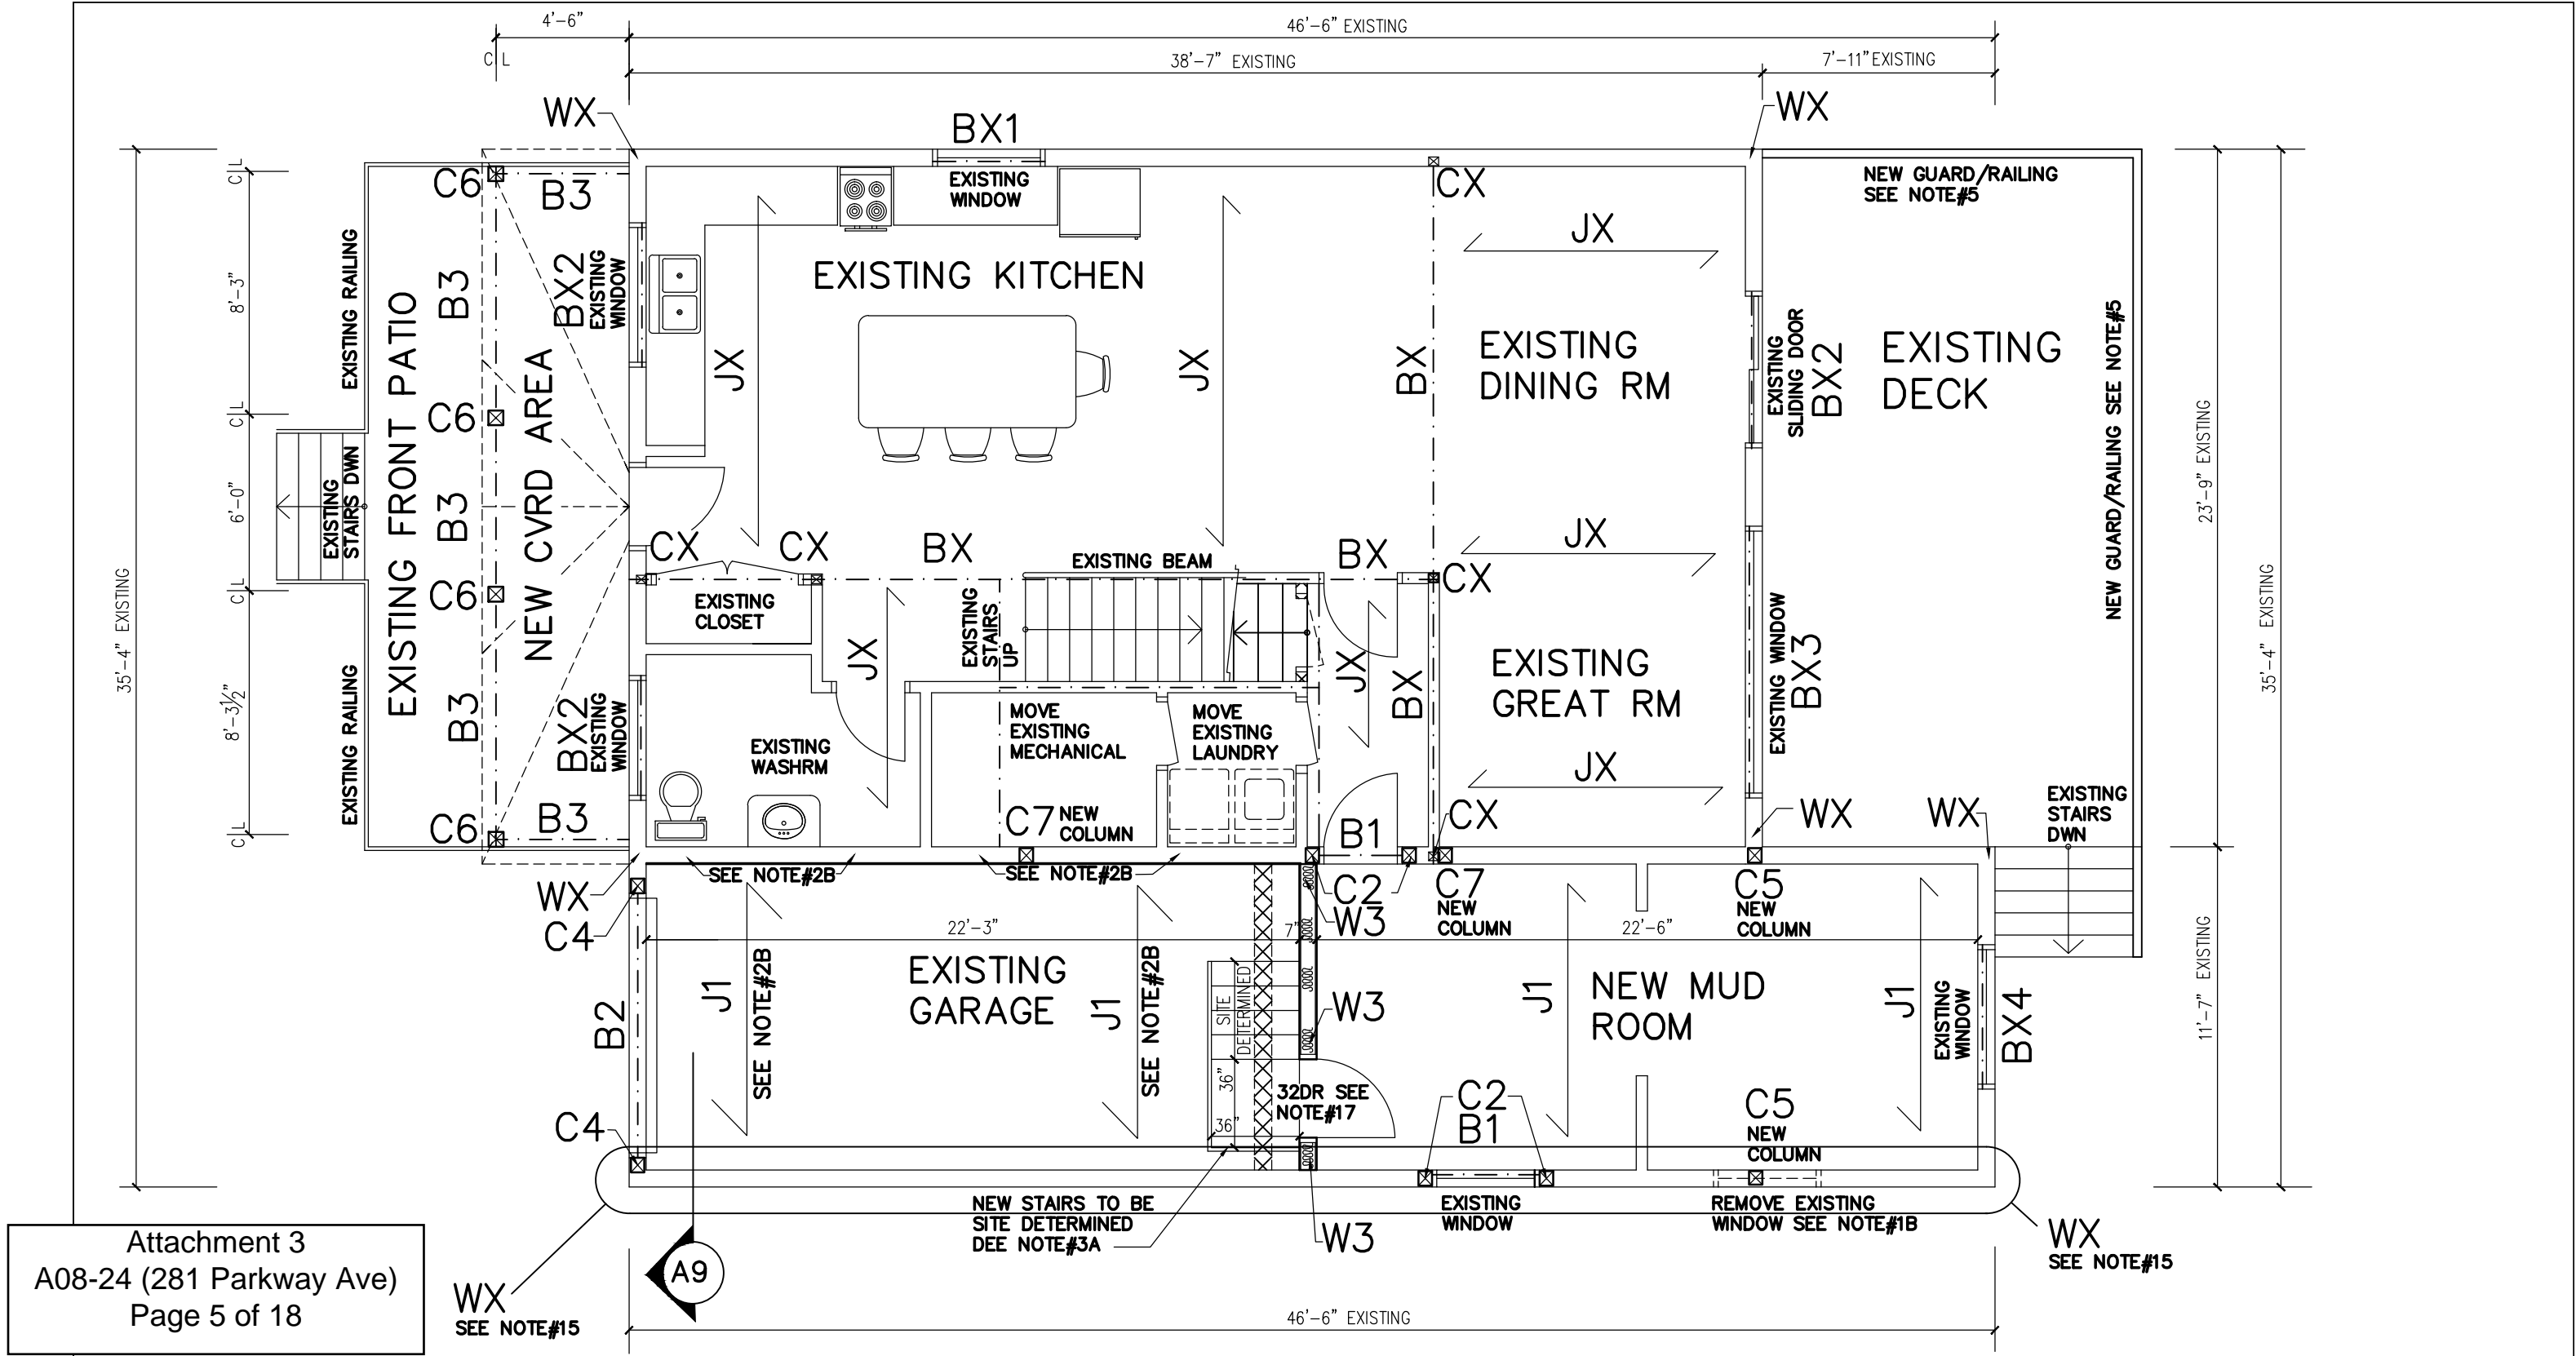 4'-6"
46'-6" EXISTING
C L
38'-7" EXISTING
7'-11" EXISTING
WX
BX1
WX
C L
C6
B3
EXISTING
WINDOW
CX
NEW GUARD/RAILING
SEE NOTE#5
JX
8'-3"
EXISTING RAILING
B3
BX2
EXISTING
WINDOW
EXISTING KITCHEN
JX
JX
BX
EXISTING
DINING RM
EXISTING
SLIDING DOOR
BX2
EXISTING
DECK
NEW GUARD/RAILING SEE NOTE#5
C L
C6
EXISTING FRONT PATIO
NEW CVRD AREA
23'-9" EXISTING
6'-0"
EXISTING
STAIRS DWN
B3
CX
CX
BX
EXISTING BEAM
BX
JX
CX
C L
C6
EXISTING
CLOSET
EXISTING
STAIRS
UP
35'-4" EXISTING
35'-4" EXISTING
JX
JX
BX
EXISTING
GREAT RM
EXISTING WINDOW
BX3
8'-3½"
EXISTING RAILING
B3
BX2
EXISTING
WINDOW
EXISTING
WASHRM
MOVE
EXISTING
MECHANICAL
MOVE
EXISTING
LAUNDRY
JX
C L
C6
B3
C7 NEW
COLUMN
B1
CX
WX
WX
EXISTING
STAIRS
DWN
SEE NOTE#2B
SEE NOTE#2B
WX
C4
C2
W3
C7
NEW
COLUMN
C5
NEW
COLUMN
22'-3"
7"
22'-6"
B2
J1
SEE NOTE#2B
EXISTING
GARAGE
J1
SEE NOTE#2B
SITE
DETERMINED
W3
J1
NEW MUD
ROOM
J1
EXISTING
WINDOW
BX4
11'-7" EXISTING
36"
36"
32DR SEE
NOTE#17
C2
B1
C5
NEW
COLUMN
C4
NEW STAIRS TO BE
SITE DETERMINED
DEE NOTE#3A
W3
EXISTING
WINDOW
REMOVE EXISTING
WINDOW SEE NOTE#1B
WX
SEE NOTE#15
A9
WX
SEE NOTE#15
46'-6" EXISTING
Attachment 3
A08-24 (281 Parkway Ave)
Page 5 of 18